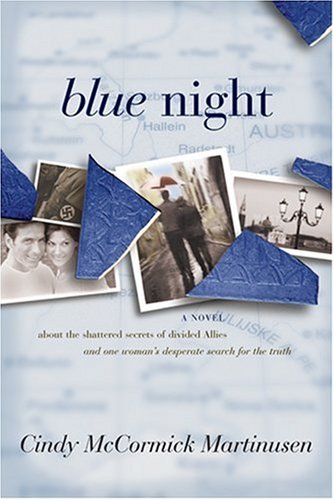 blue night
Hallein
Radstadt
A NOVEL
about the shattered secrets of divided Allies
and one woman's desperate search for the truth
Cindy McCormick Martinusen